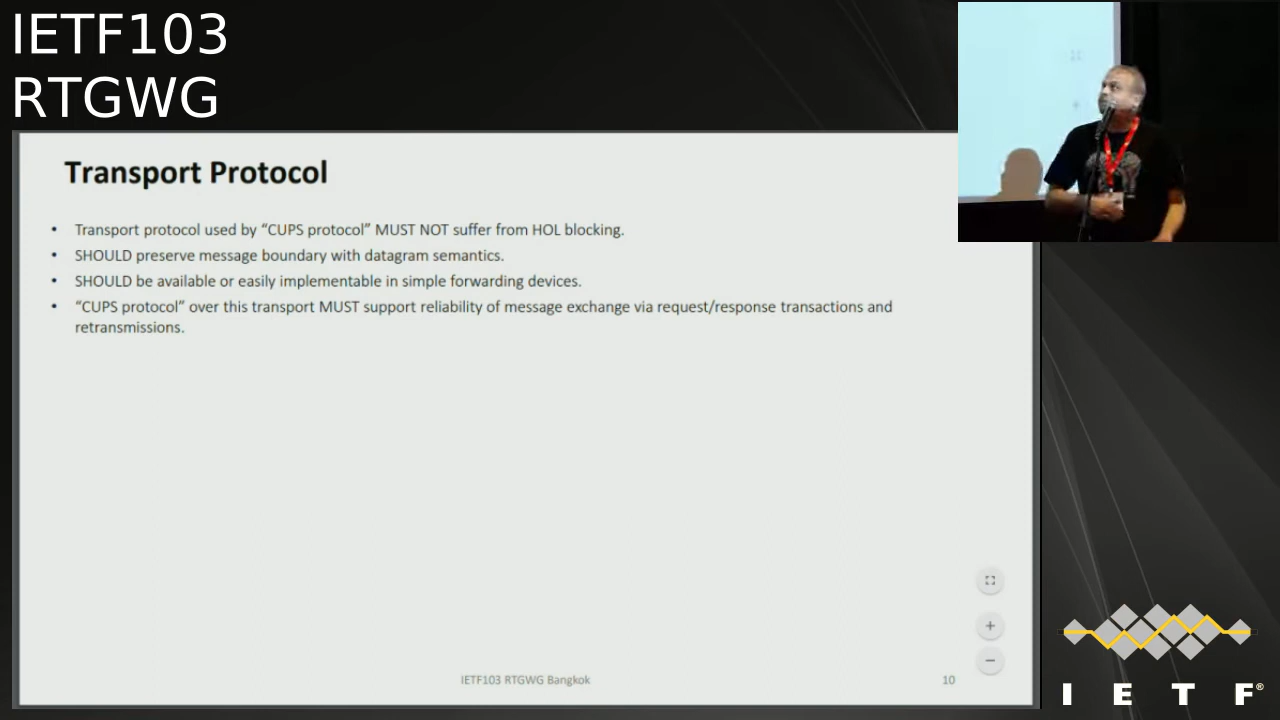 IETF103
RTGWG
Transport Protocol
• Transport protocol used by “CUPS protocol” MUST NOT suffer from HOL blocking.
• SHOULD preserve message boundary with datagram semantics.
• SHOULD be available or easily implementable in simple forwarding devices.
• “CUPS protocol” over this transport MUST support reliability of message exchange via request/response transactions and
retransmissions.
IETF103 RTGWG Bangkok
10
I E T F®